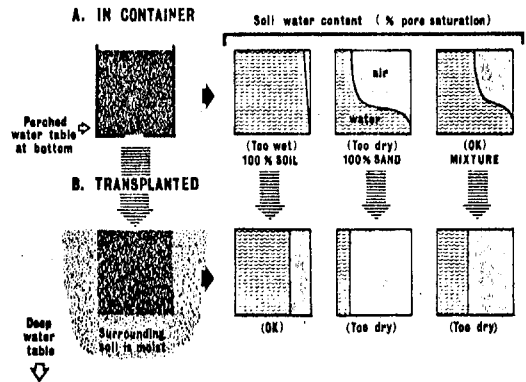 A. IN CONTAINER
Soil water content ( % pore saturation)
air
water
Perched
water table
at bottom
(Too wet)
100 % SOIL
(Too dry)
100% SAND
(OK)
MIXTURE
B. TRANSPLANTED
Surrounding
soil is moist
Deep
water
table
(OK)
(Too dry)
(Too dry)